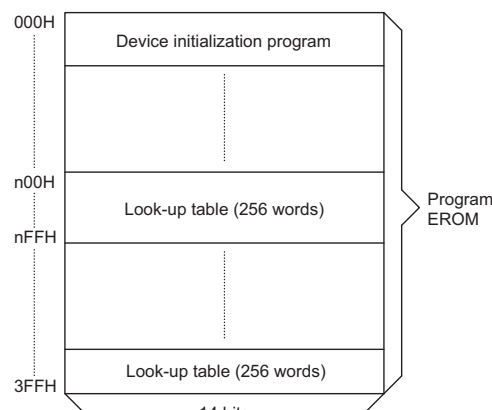 000H
Device initialization program
n00H
Look-up table (256 words)
nFFH
Program
EROM
Look-up table (256 words)
3FFH